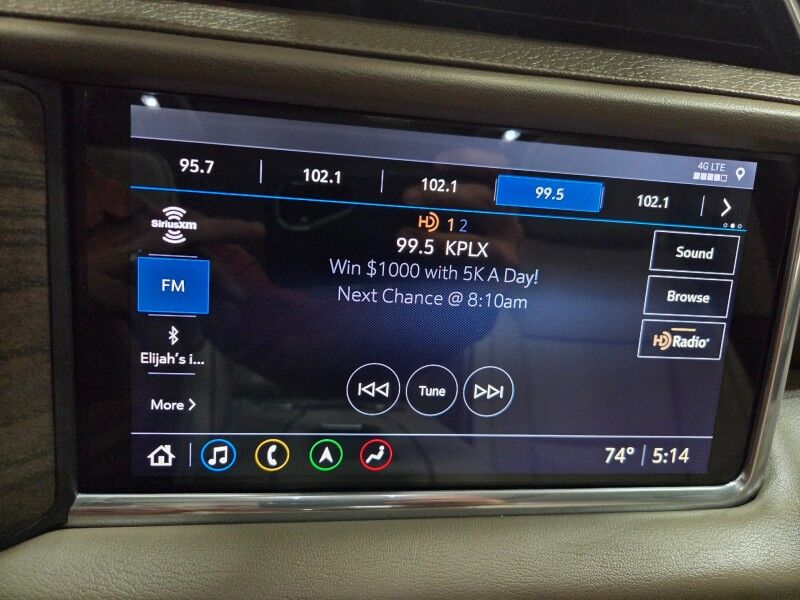 4G LTE
95.7
102.1
102.1
99.5
102.1
SiriusXM
HD 1 2
99.5 KPLX
Win $1000 with 5K A Day!
Next Chance @ 8:10am
Sound
FM
Browse
HD Radio
Elijah's i...
Tune
More
74° 5:14